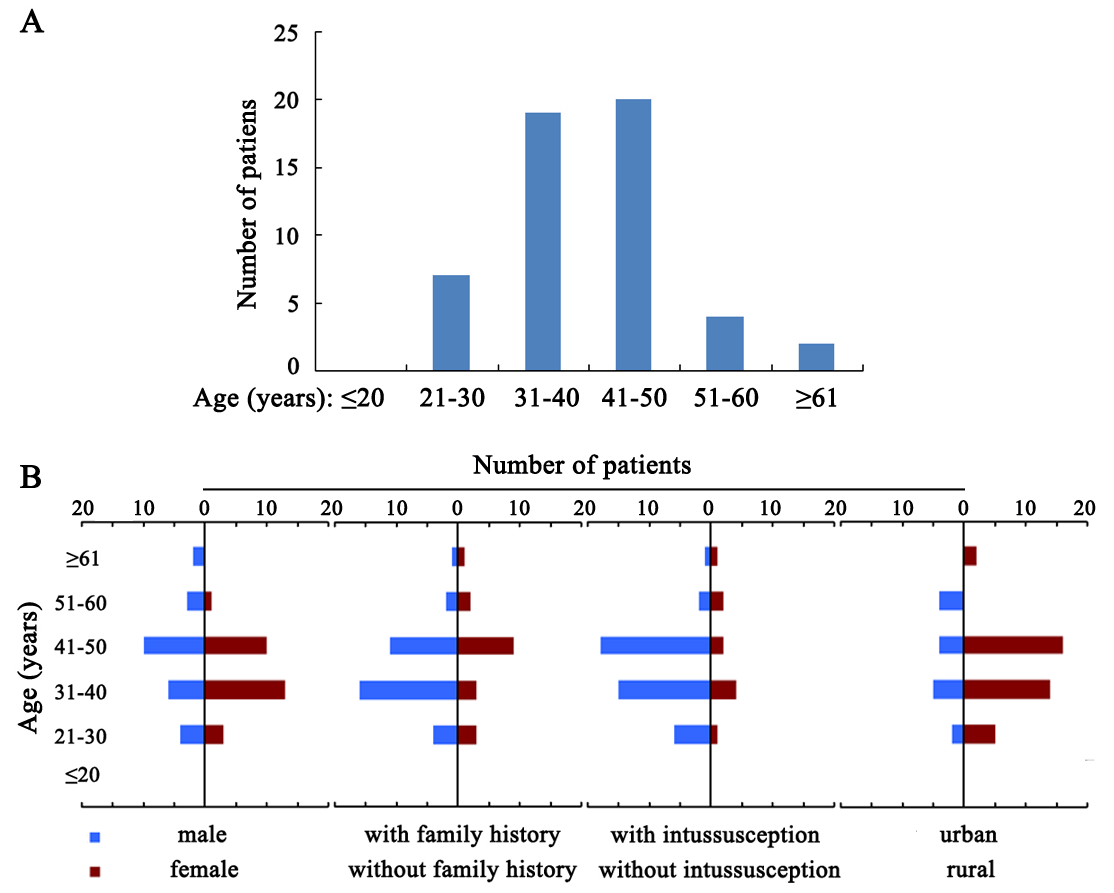 A
25
20
15
10
5
0
Number of patiens
Age (years): ≤20 21-30 31-40 41-50 51-60 ≥61
B
Number of patients
20 10 0 10 20 10 0 10 20 10 0 10 20 10 0 10 20
Age (years)
≥61
51-60
41-50
31-40
21-30
≤20
male with family history with intussusception urban
female without family history without intussusception rural